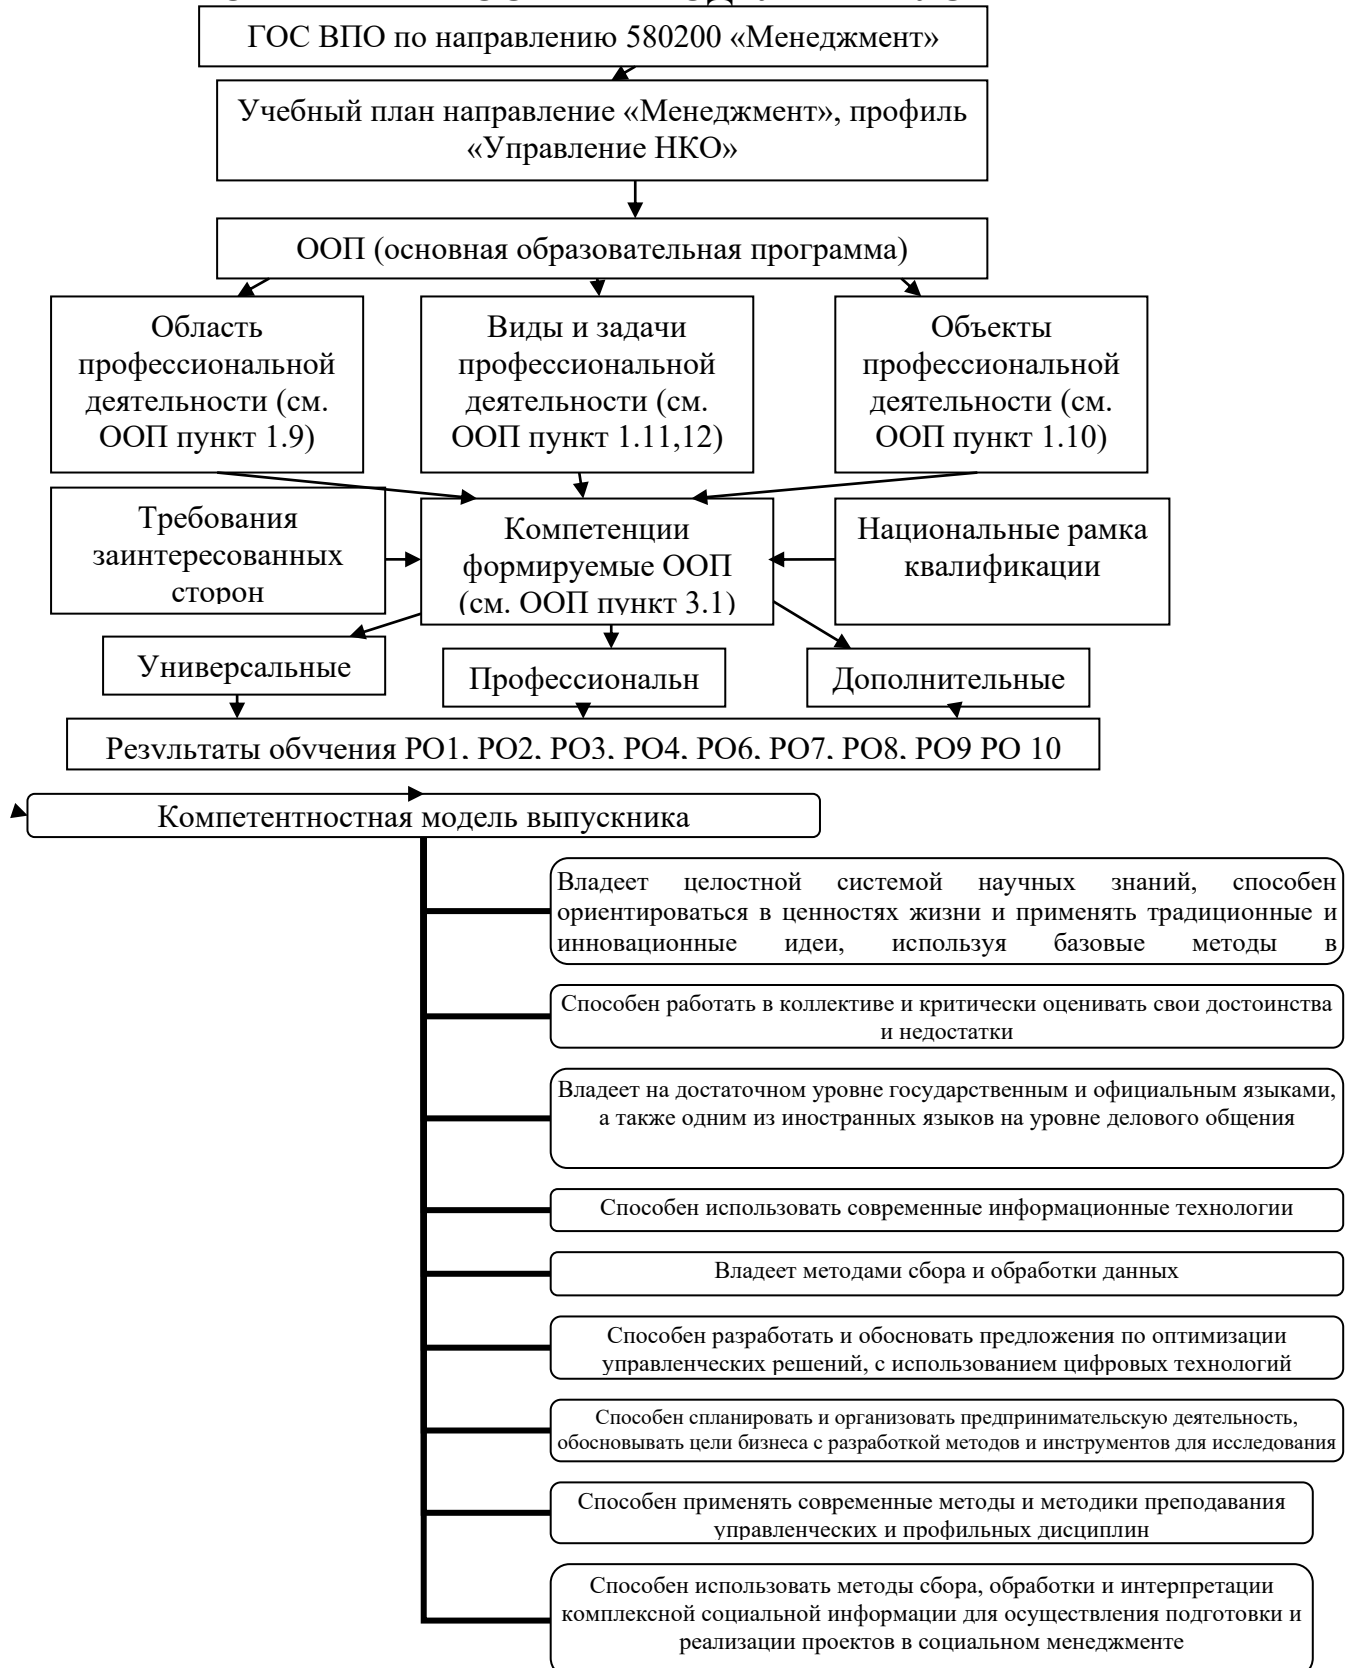 ГОС ВПО по направлению 580200 «Менеджмент»
Учебный план направление «Менеджмент», профиль
«Управление НКО»
ООП (основная образовательная программа)
Область
профессиональной
деятельности (см.
ООП пункт 1.9)
Виды и задачи
профессиональной
деятельности (см.
ООП пункт 1.11,12)
Объекты
профессиональной
деятельности (см.
ООП пункт 1.10)
Требования
заинтересованных
сторон
Компетенции
формируемые ООП
(см. ООП пункт 3.1)
Национальные рамка
квалификации
Универсальные
Профессиональн
Дополнительные
Результаты обучения РО1, РО2, РО3, РО4, РО6, РО7, РО8, РО9 РО 10
Компетентностная модель выпускника
Владеет целостной системой научных знаний, способен
ориентироваться в ценностях жизни и применять традиционные и
инновационные идеи, используя базовые методы в
Способен работать в коллективе и критически оценивать свои достоинства
и недостатки
Владеет на достаточном уровне государственным и официальным языками,
а также одним из иностранных языков на уровне делового общения
Способен использовать современные информационные технологии
Владеет методами сбора и обработки данных
Способен разработать и обосновать предложения по оптимизации
управленческих решений, с использованием цифровых технологий
Способен спланировать и организовать предпринимательскую деятельность,
обосновывать цели бизнеса с разработкой методов и инструментов для исследования
Способен применять современные методы и методики преподавания
управленческих и профильных дисциплин
Способен использовать методы сбора, обработки и интерпретации
комплексной социальной информации для осуществления подготовки и
реализации проектов в социальном менеджменте